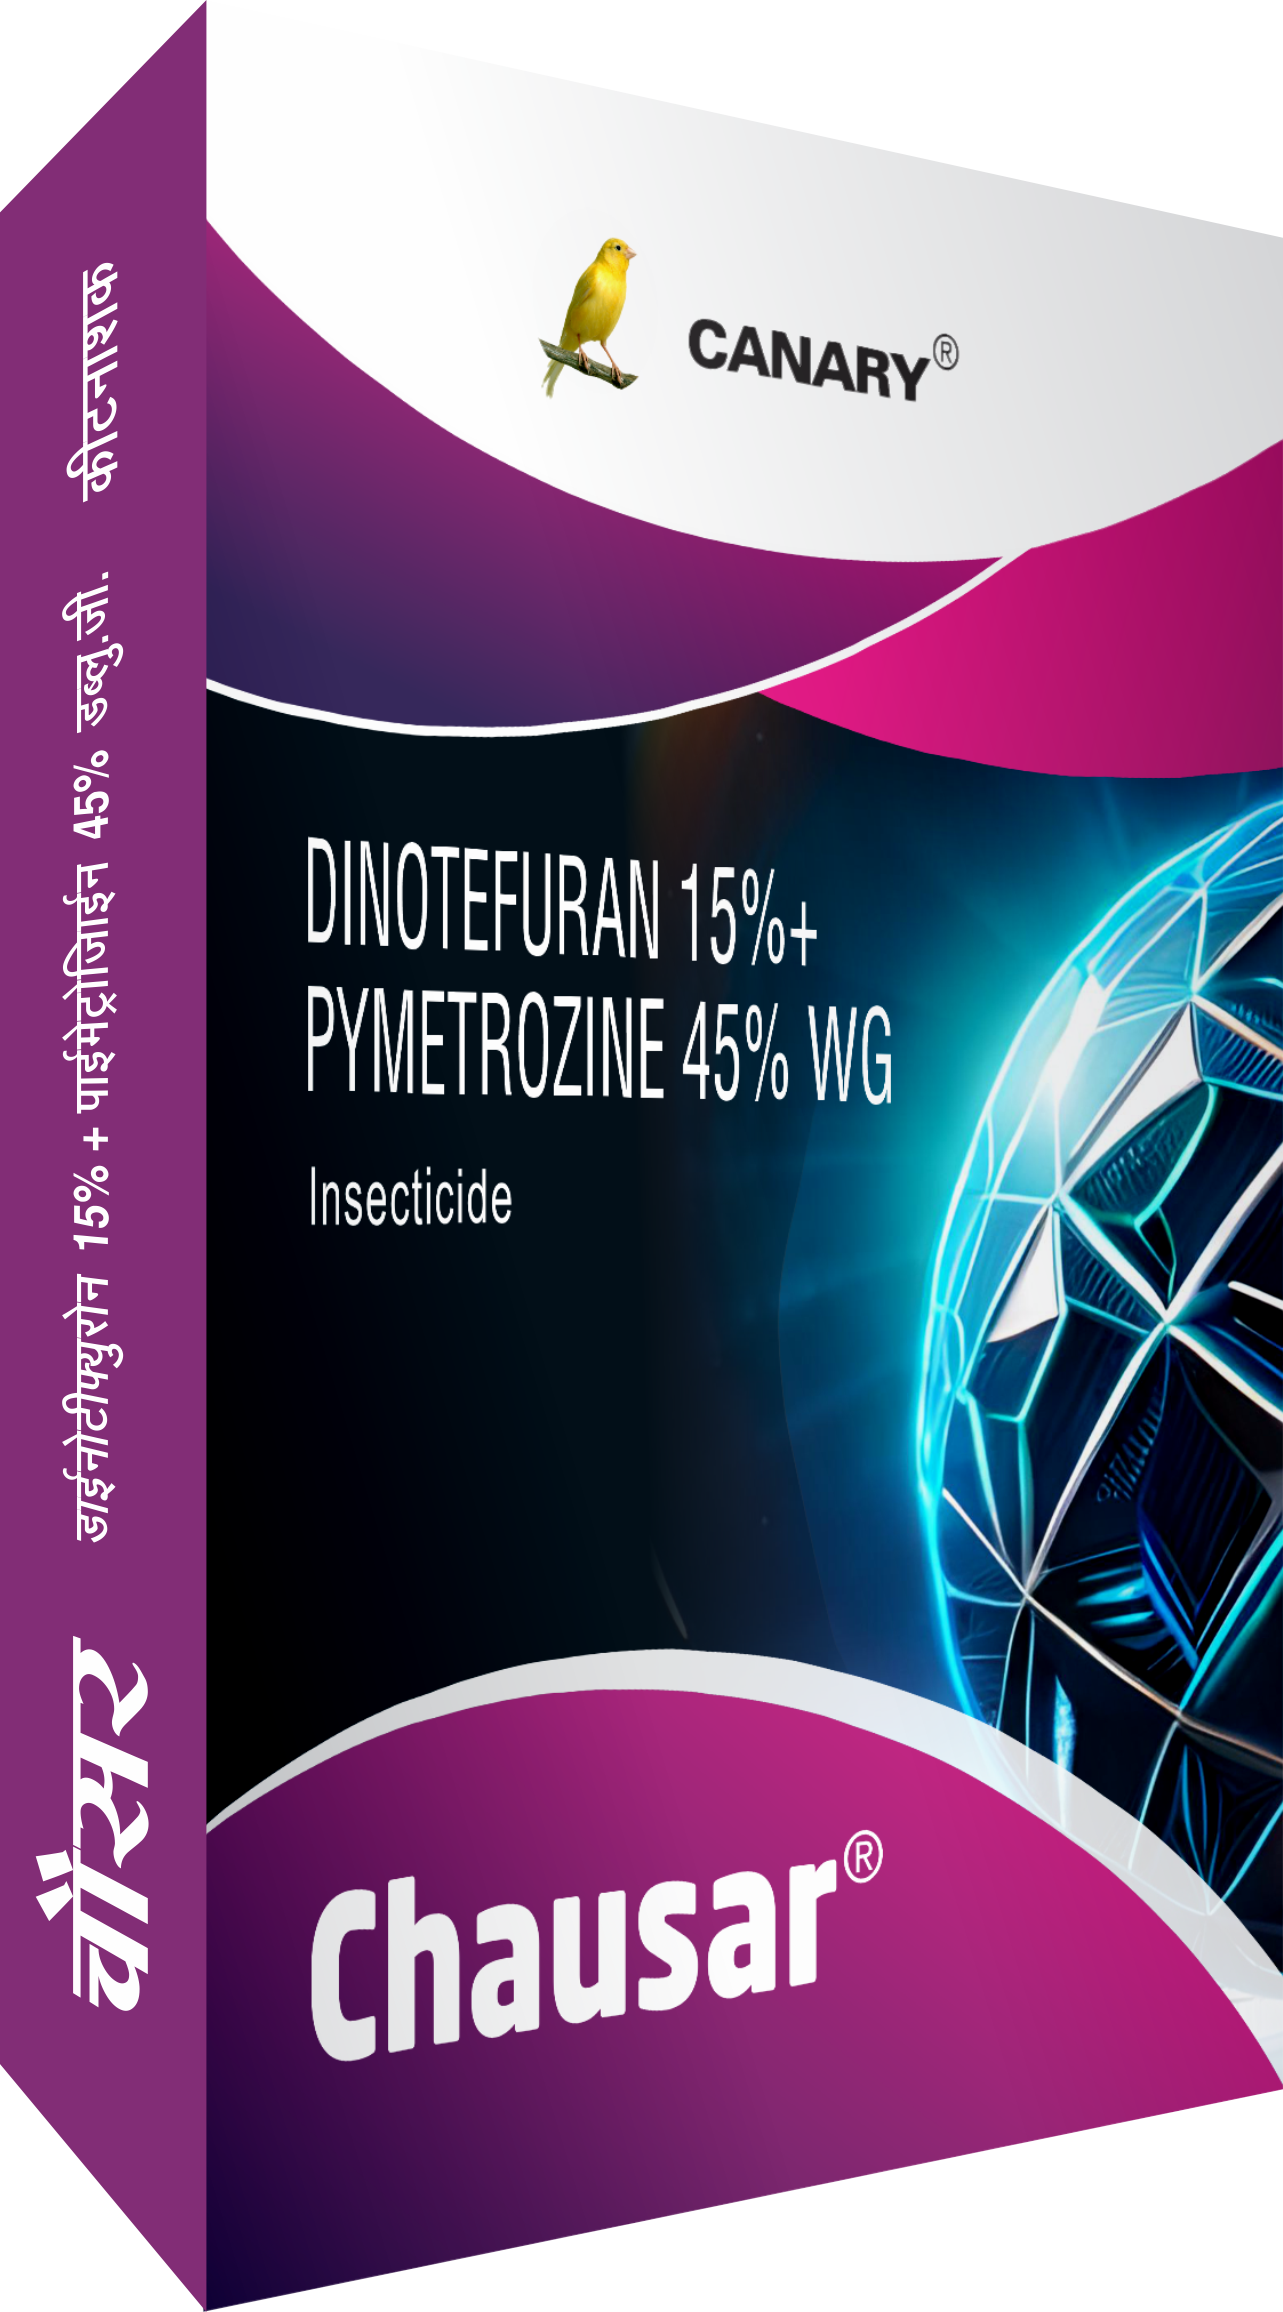 CANARY®
DINOTEFURAN 15%+
PYMETROZINE 45% WG
Insecticide
Chausar®
चौसर डाईनोटीफ्युरोन 15% + पाईमेट्रोजाईन 45% डब्लु.जी. कीटनाशक